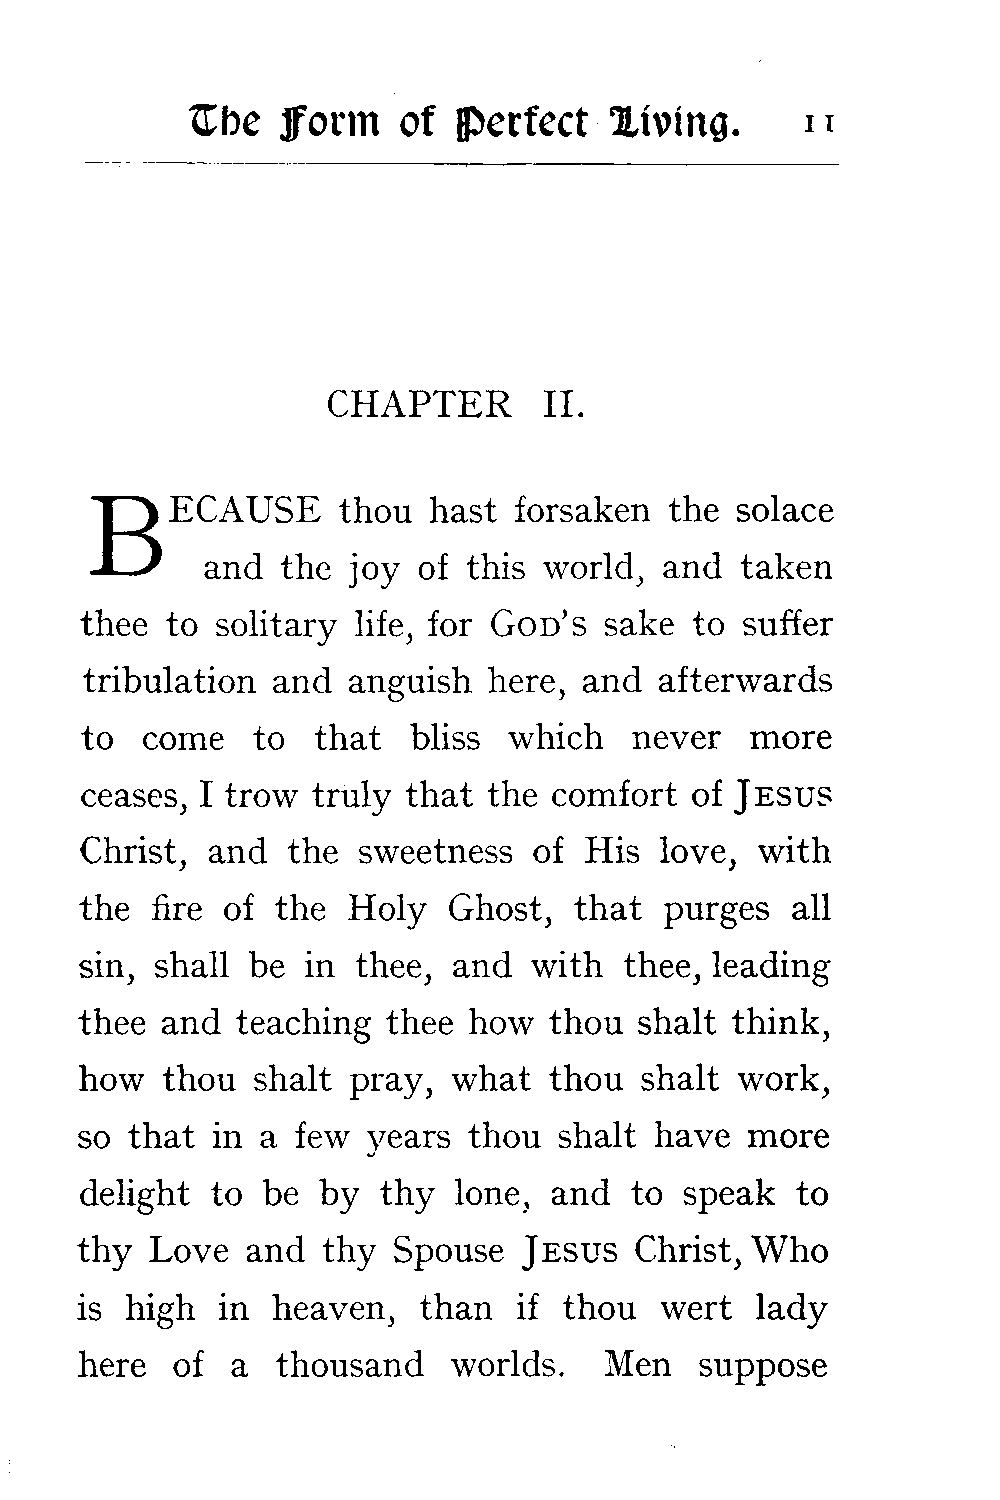 The Form of Perfect Living. 11
CHAPTER II.
BECAUSE thou hast forsaken the solace
and the joy of this world, and taken
thee to solitary life, for GOD'S sake to suffer
tribulation and anguish here, and afterwards
to come to that bliss which never more
ceases, I trow truly that the comfort of JESUS
Christ, and the sweetness of His love, with
the fire of the Holy Ghost, that purges all
sin, shall be in thee, and with thee, leading
thee and teaching thee how thou shalt think,
how thou shalt pray, what thou shalt work,
so that in a few years thou shalt have more
delight to be by thy lone, and to speak to
thy Love and thy Spouse JESUS Christ, Who
is high in heaven, than if thou wert lady
here of a thousand worlds. Men suppose